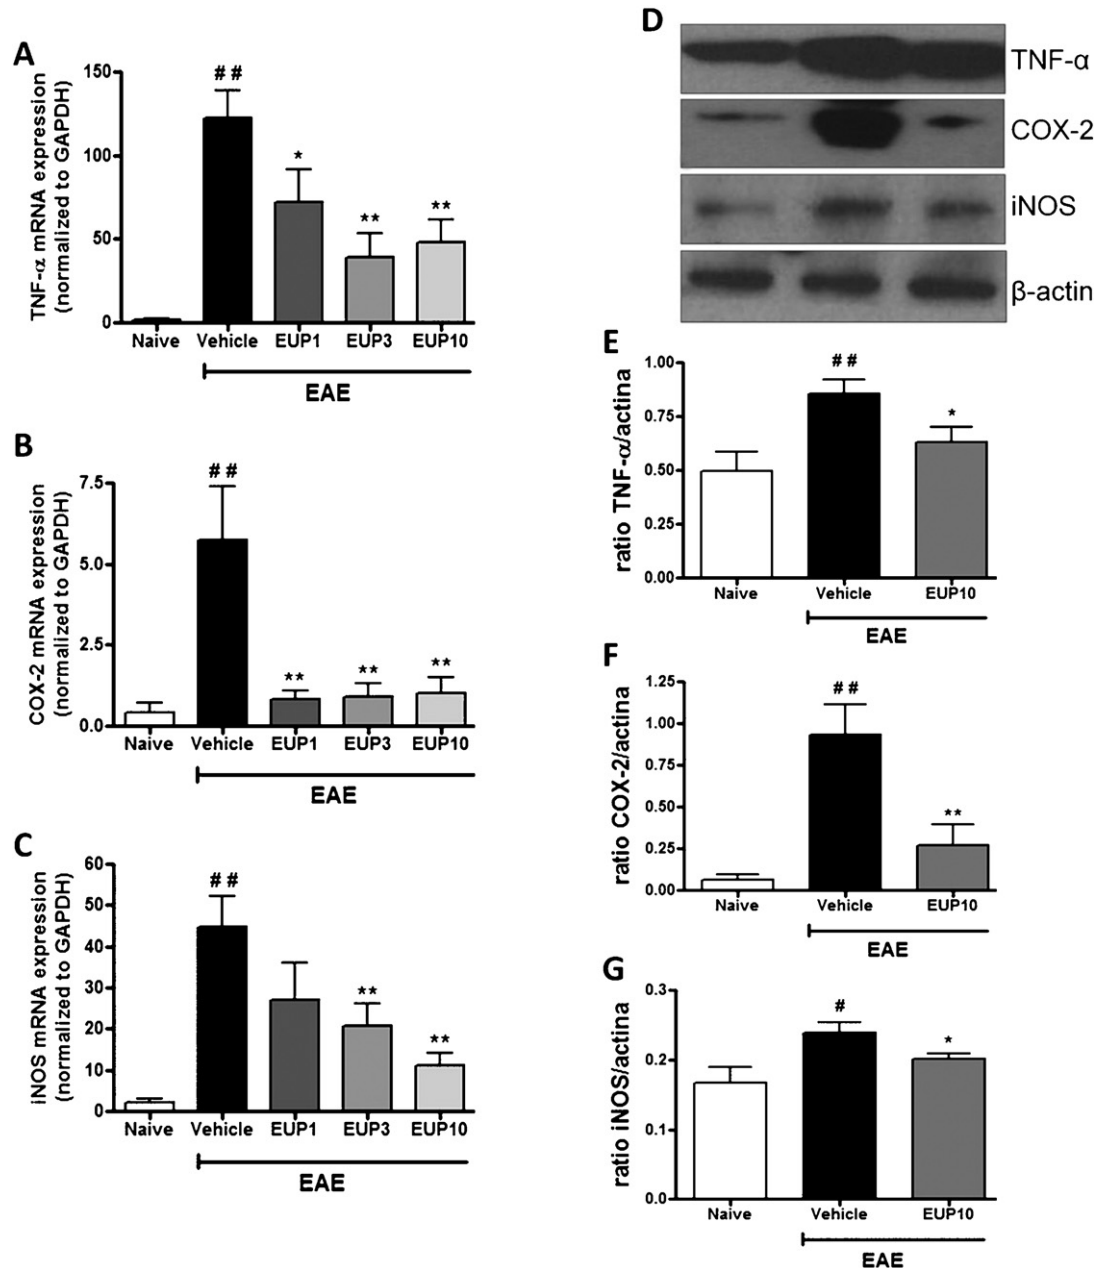 A
TNF-α mRNA expression
(normalized to GAPDH)
150
100
50
0
##
*
**
**
Naive Vehicle EUP1 EUP3 EUP10
EAE
B
COX-2 mRNA expression
(normalized to GAPDH)
7.5
5.0
2.5
0.0
##
**
**
**
Naive Vehicle EUP1 EUP3 EUP10
EAE
C
iNOS mRNA expression
(normalized to GAPDH)
60
50
40
30
20
10
0
##
**
**
Naive Vehicle EUP1 EUP3 EUP10
EAE
D
TNF-α
COX-2
iNOS
β-actin
E
ratio TNF-α/actina
1.00
0.75
0.50
0.25
0.00
##
*
Naive Vehicle EUP10
EAE
F
ratio COX-2/actina
1.25
1.00
0.75
0.50
0.25
0.00
##
**
Naive Vehicle EUP10
EAE
G
ratio iNOS/actina
0.3
0.2
0.1
0.0
#
*
Naive Vehicle EUP10
EAE